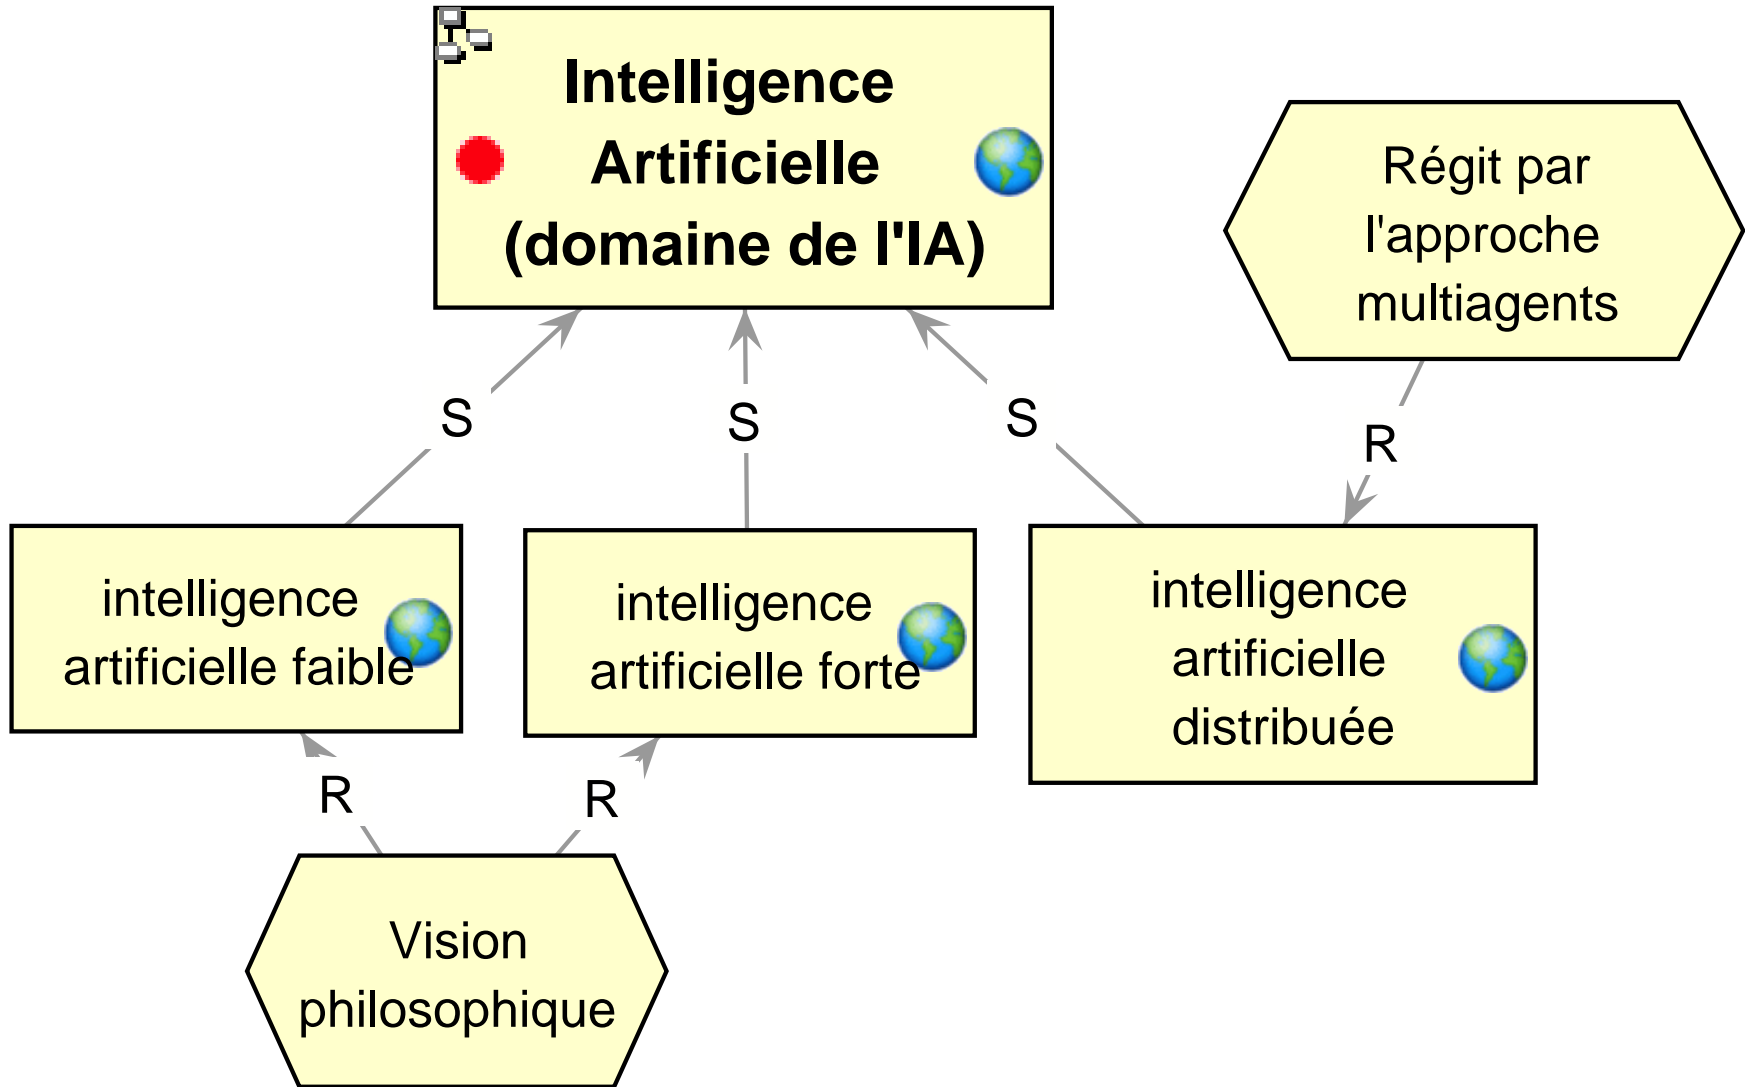 Intelligence
Artificielle
(domaine de l'IA)
Régit par
l'approche
multiagents
S
S
S
R
intelligence
artificielle faible
intelligence
artificielle forte
intelligence
artificielle
distribuée
R
R
Vision
philosophique